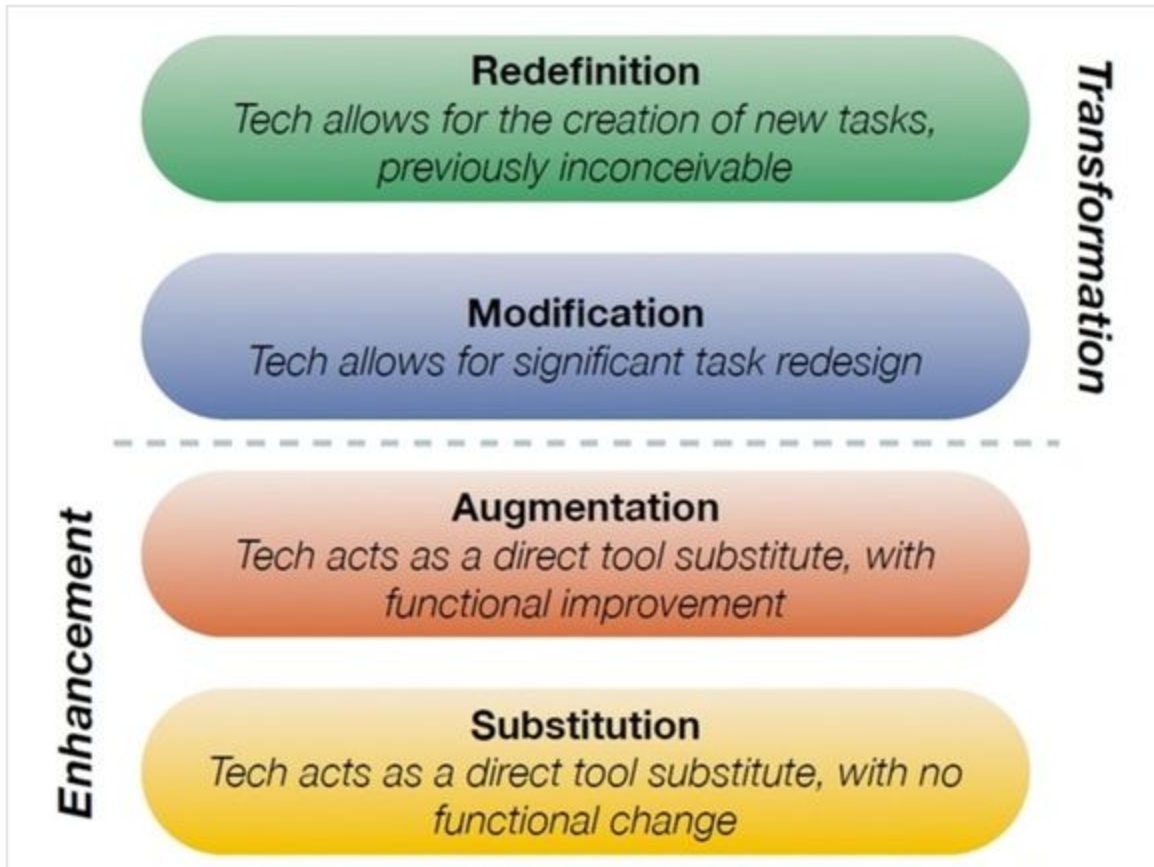 Redefinition
Tech allows for the creation of new tasks,
previously inconceivable
Transformation
Modification
Tech allows for significant task redesign
Augmentation
Tech acts as a direct tool substitute, with
functional improvement
Enhancement
Substitution
Tech acts as a direct tool substitute, with no
functional change